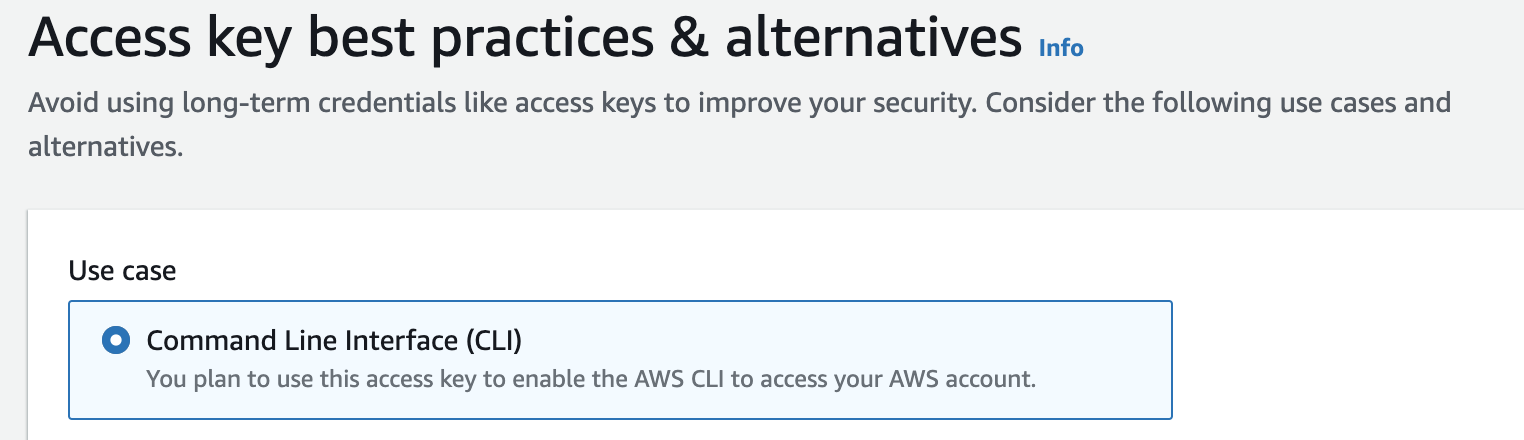 Access key best practices & alternatives Info
Avoid using long-term credentials like access keys to improve your security. Consider the following use cases and
alternatives.
Use case
Command Line Interface (CLI)
You plan to use this access key to enable the AWS CLI to access your AWS account.